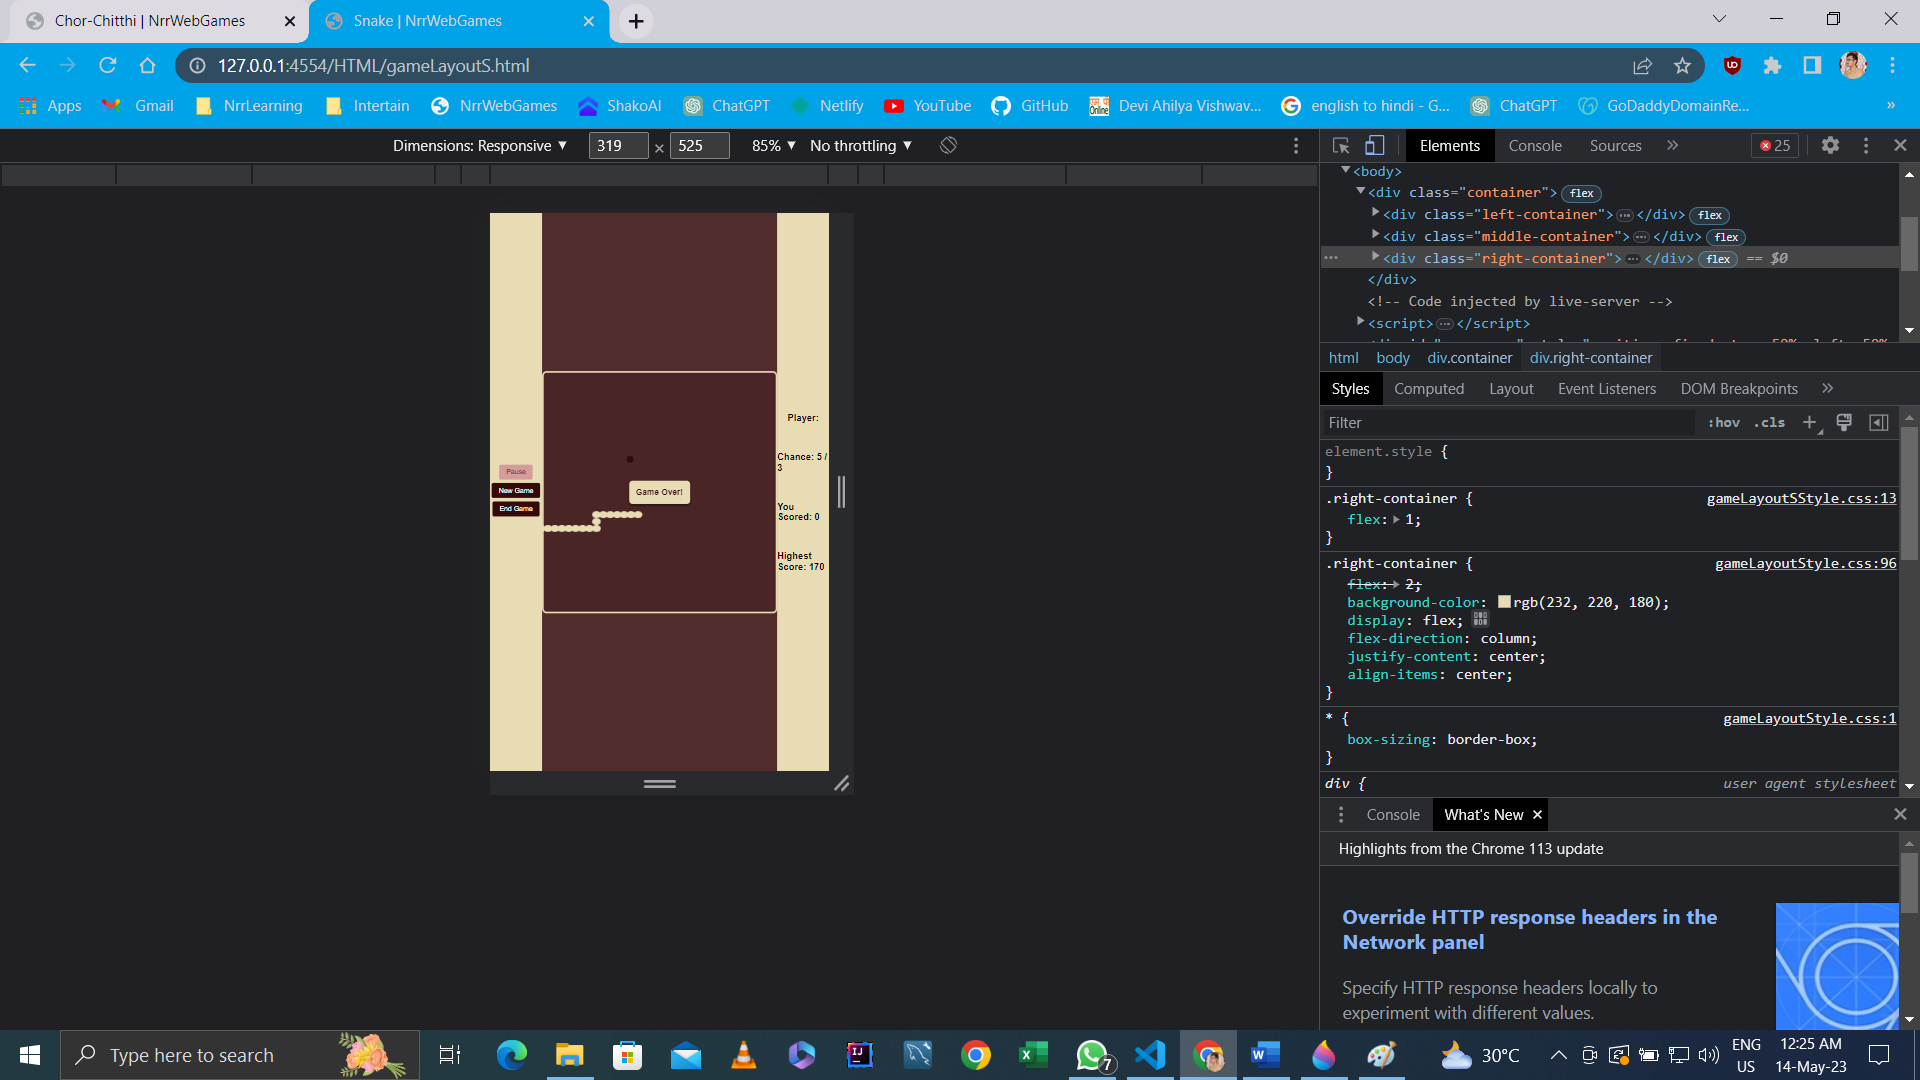 Chor-Chitthi | NrrWebGames
Snake | NrrWebGames
127.0.0.1:4554/HTML/gameLayoutS.html
Apps Gmail NrrLearning Intertain NrrWebGames ShakoAI ChatGPT Netlify YouTube GitHub Devi Ahilya Vishwav... english to hindi - G... ChatGPT GoDaddyDomainRe... »
Dimensions: Responsive ▼ 319 × 525 85% ▼ No throttling ▼
Elements Console Sources » 25
▼<body>
▼<div class="container"> flex
▶<div class="left-container"> ⋯ </div> flex
▶<div class="middle-container"> ⋯ </div> flex
⋯ ▶<div class="right-container"> ⋯ </div> flex == $0
</div>
<!-- Code injected by live-server -->
▶<script> ⋯ </script>
html body div.container div.right-container
Styles Computed Layout Event Listeners DOM Breakpoints »
Filter :hov .cls +
element.style {
}
.right-container { gameLayoutSStyle.css:13
flex: ▶ 1;
}
.right-container { gameLayoutStyle.css:96
flex: ▶ 2;
background-color: rgb(232, 220, 180);
display: flex;
flex-direction: column;
justify-content: center;
align-items: center;
}
* { gameLayoutStyle.css:1
box-sizing: border-box;
}
div { user agent stylesheet
Console What's New
Highlights from the Chrome 113 update
Override HTTP response headers in the
Network panel
Specify HTTP response headers locally to
experiment with different values.
Pause
New Game
End Game
Game Over!
Player:
Chance: 5 /
3
You
Scored: 0
Highest
Score: 170
Type here to search
7
30°C
ENG
US
12:25 AM
14-May-23